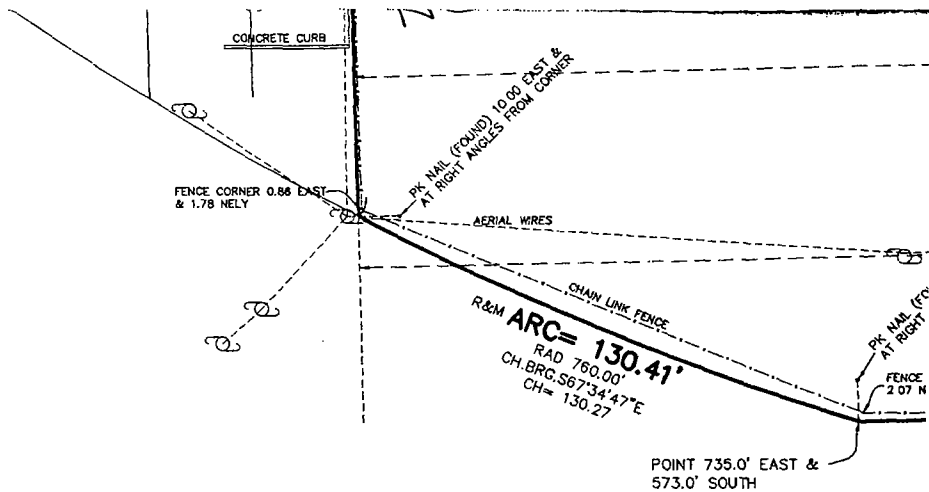 CONCRETE CURB
PK NAIL (FOUND) 10.00 EAST &
AT RIGHT ANGLES FROM CORNER
FENCE CORNER 0.86 EAST
& 1.78 NELY
AERIAL WIRES
CHAIN LINK FENCE
R&M ARC= 130.41'
RAD 760.00'
CH.BRG.S67°34'47"E
CH= 130.27
PK NAIL
AT RIGHT
FENCE
2.07 N
POINT 735.0' EAST &
573.0' SOUTH